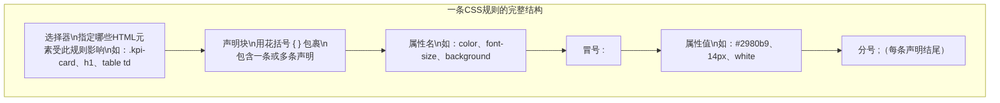 一条CSS规则的完整结构
选择器\n指定哪些HTML元
素受此规则影响\n如：.kpi-
card、h1、table td
声明块\n用花括号 { } 包裹\n
包含一条或多条声明
属性名\n如：color、font-
size、background
冒号 :
属性值\n如：#2980b9、
14px、white
分号 ;（每条声明结尾）